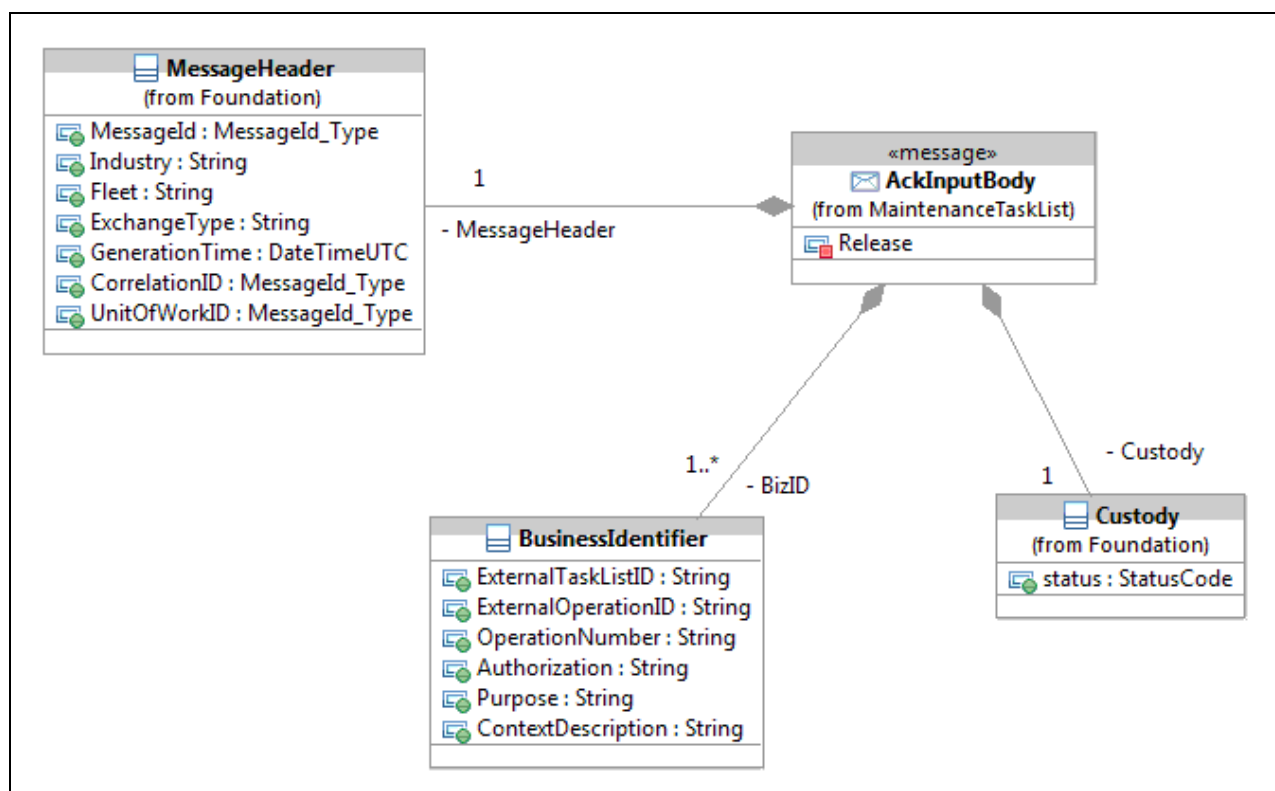 MessageHeader
(from Foundation)
MessageId : MessageId_Type
Industry : String
Fleet : String
ExchangeType : String
GenerationTime : DateTimeUTC
CorrelationID : MessageId_Type
UnitOfWorkID : MessageId_Type
1
- MessageHeader
«message»
AckInputBody
(from MaintenanceTaskList)
Release
1..*
- BizID
- Custody
1
BusinessIdentifier
ExternalTaskListID : String
ExternalOperationID : String
OperationNumber : String
Authorization : String
Purpose : String
ContextDescription : String
Custody
(from Foundation)
status : StatusCode